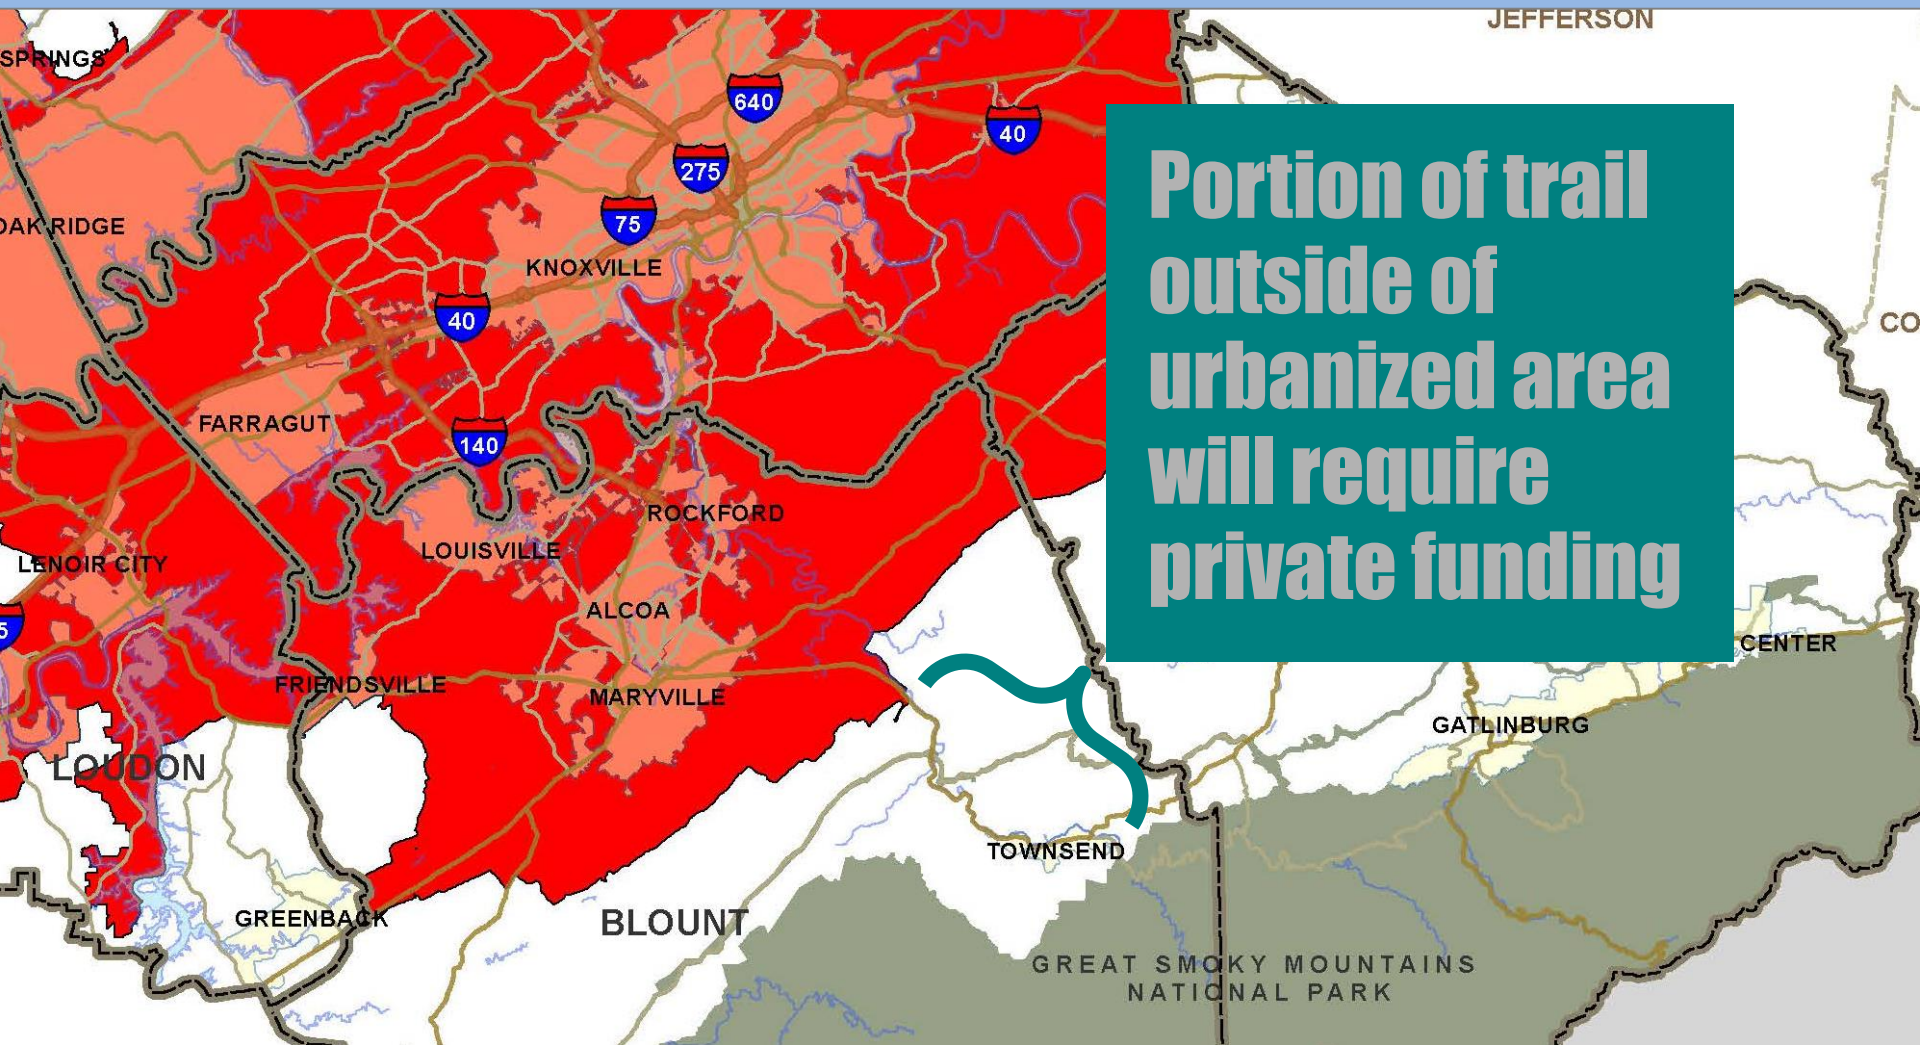 JEFFERSON
SPRINGS
640
40
275
75
OAK RIDGE
KNOXVILLE
40
Portion of trail
outside of
urbanized area
will require
private funding
FARRAGUT
140
ROCKFORD
LOUISVILLE
LENOIR CITY
ALCOA
5
CENTER
FRIENDSVILLE
MARYVILLE
GATLINBURG
LOUDON
TOWNSEND
GREENBACK
BLOUNT
GREAT SMOKY MOUNTAINS
NATIONAL PARK
CO